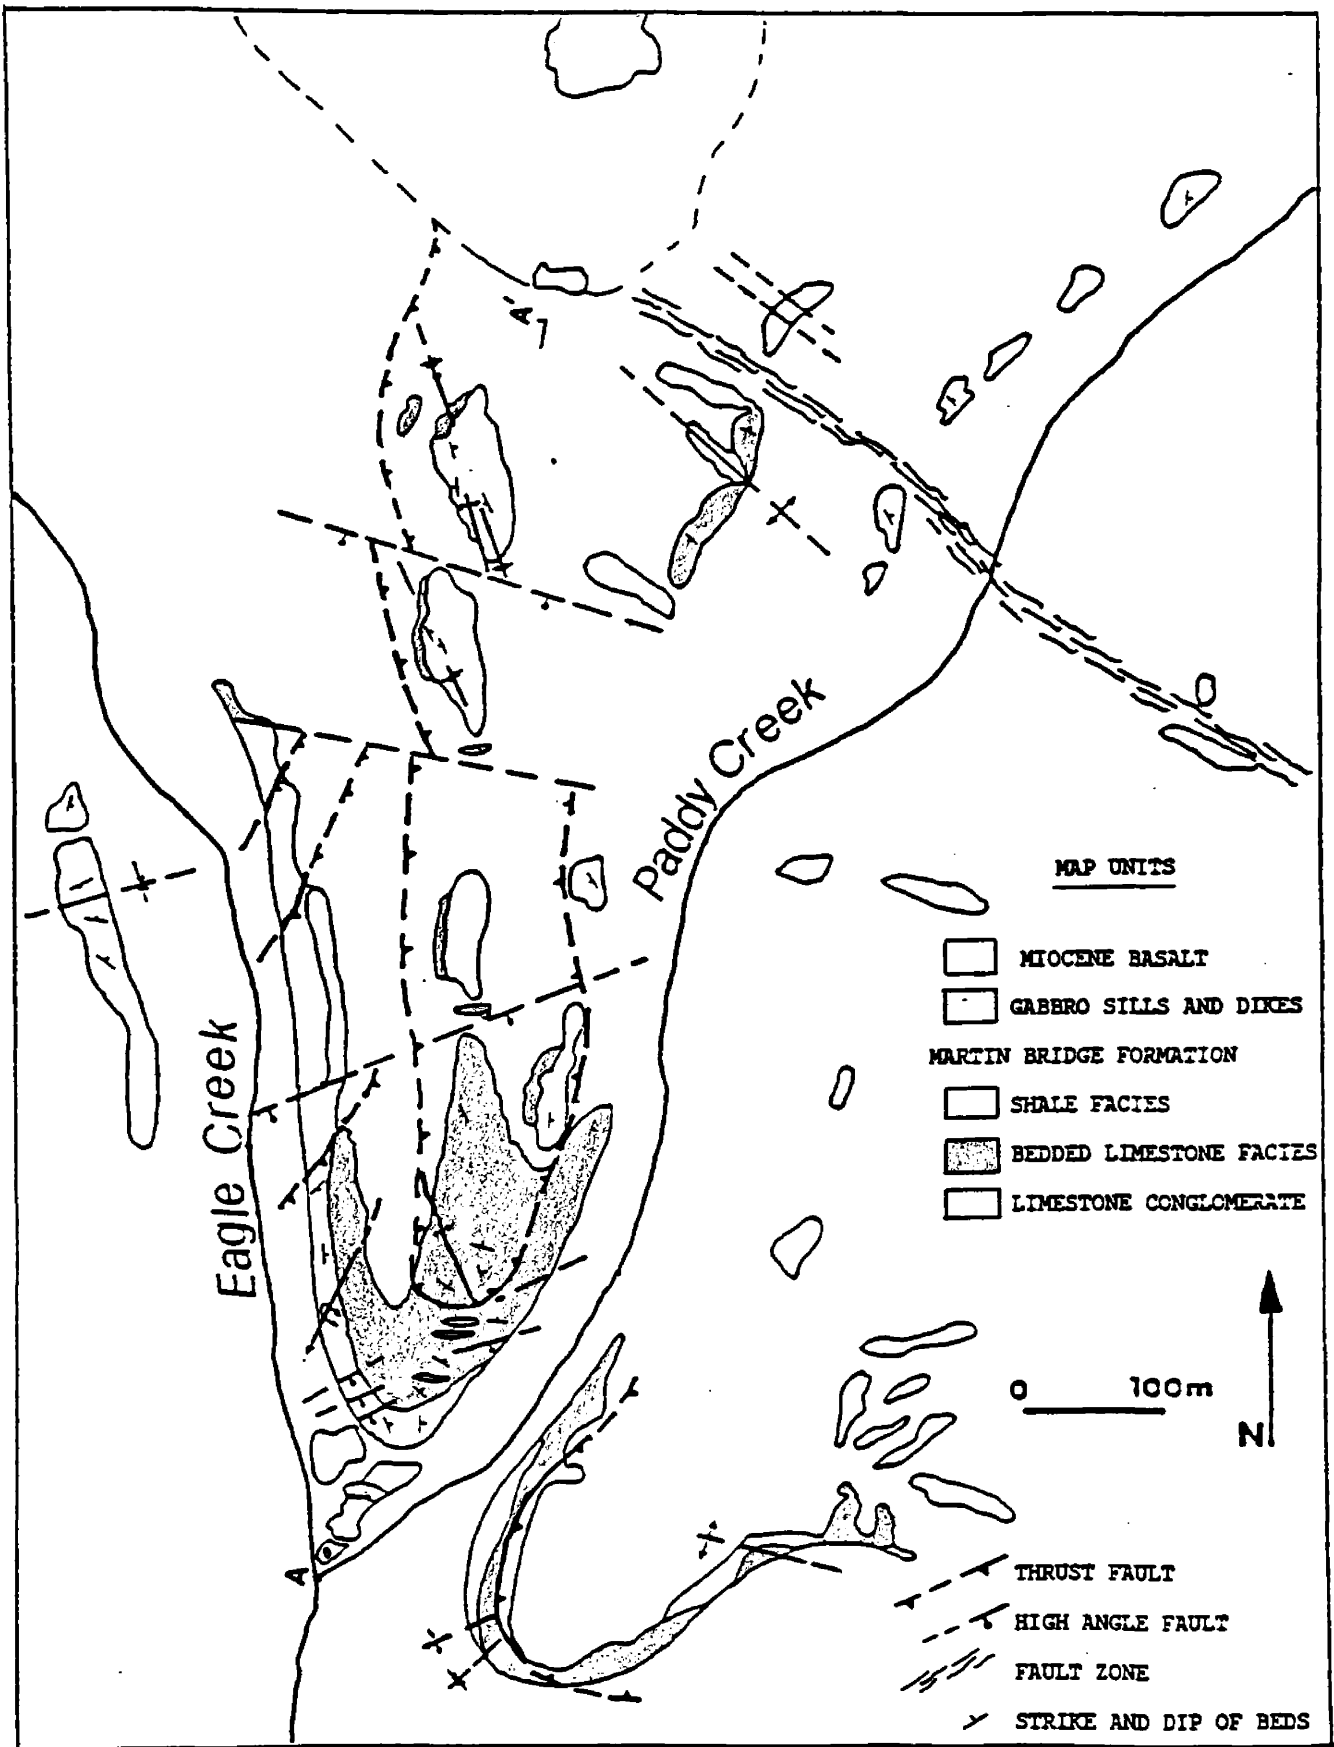 A'
Paddy Creek
Eagle Creek
A
MAP UNITS
MIOCENE BASALT
GABBRO SILLS AND DIKES
MARTIN BRIDGE FORMATION
SHALE FACIES
BEDDED LIMESTONE FACIES
LIMESTONE CONGLOMERATE
0 100m
N
THRUST FAULT
HIGH ANGLE FAULT
FAULT ZONE
STRIKE AND DIP OF BEDS